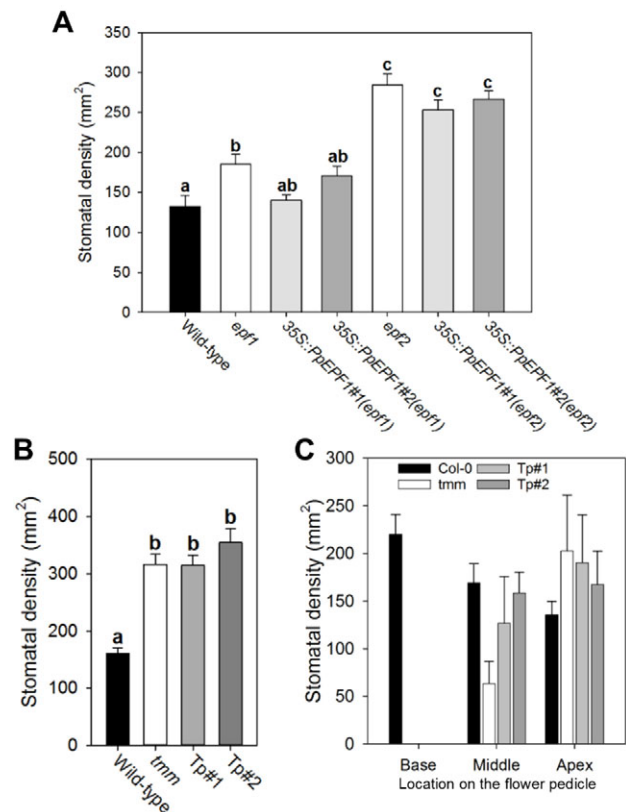 A
Stomatal density (mm2)
350
300
250
200
150
100
50
0
a
b
ab
ab
c
c
c
Wild-type
epf1
35S::PpEPF1#1(epf1)
35S::PpEPF1#2(epf1)
epf2
35S::PpEPF1#1(epf2)
35S::PpEPF1#2(epf2)
B
Stomatal density (mm2)
500
400
300
200
100
0
a
b
b
b
Wild-type
tmm
Tp#1
Tp#2
C
Stomatal density (mm2)
300
250
200
150
100
50
0
Col-0
tmm
Tp#1
Tp#2
Base
Middle
Apex
Location on the flower pedicle